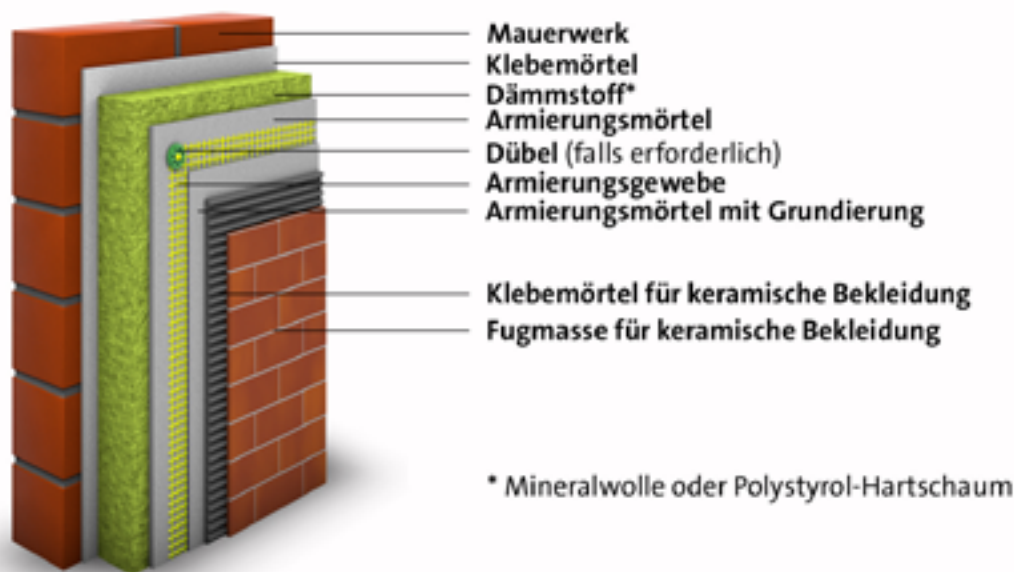 Mauerwerk
Klebemörtel
Dämmstoff*
Armierungsmörtel
Dübel (falls erforderlich)
Armierungsgewebe
Armierungsmörtel mit Grundierung
Klebemörtel für keramische Bekleidung
Fugmasse für keramische Bekleidung
* Mineralwolle oder Polystyrol-Hartschaum